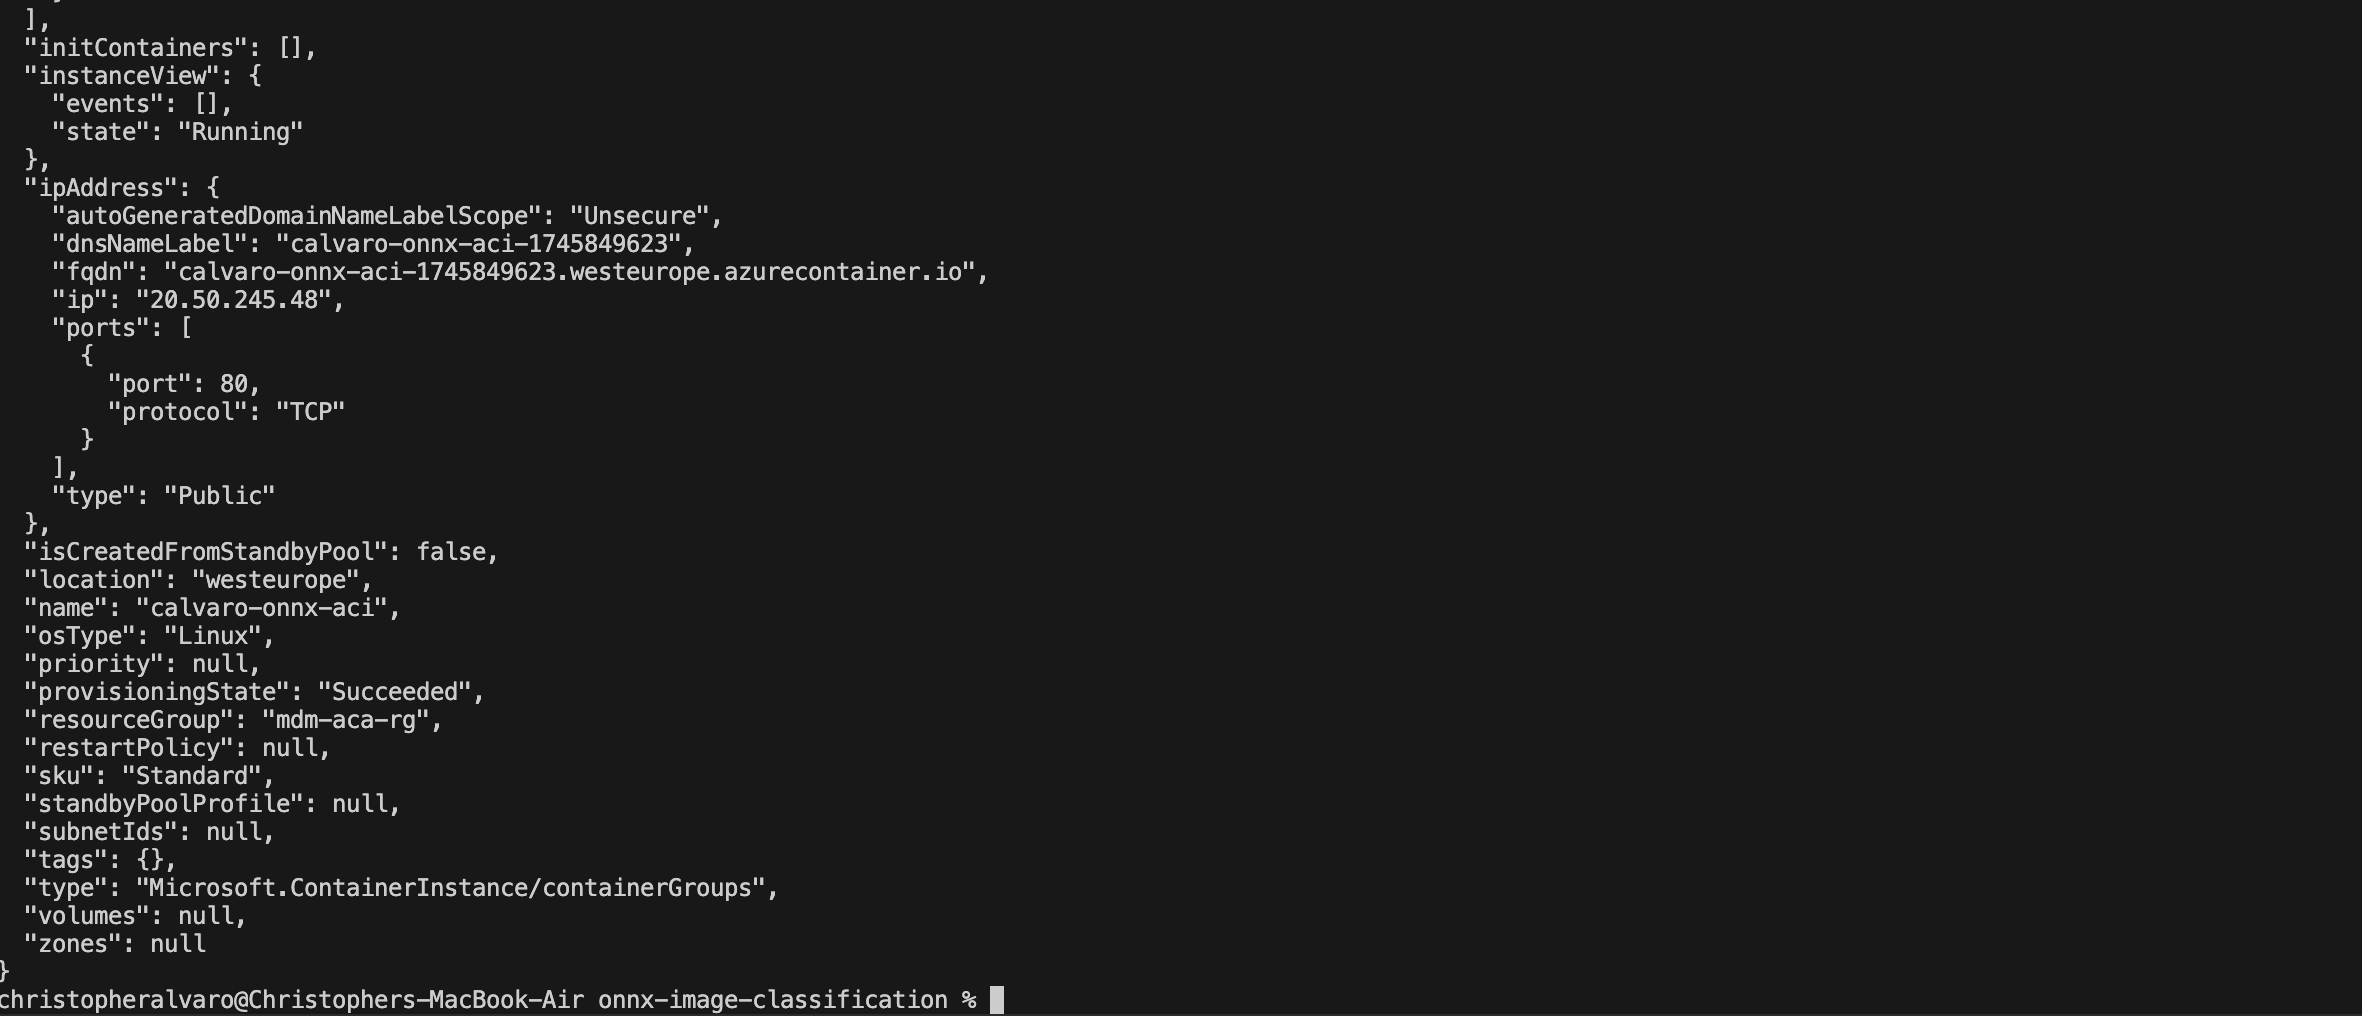 ],
"initContainers": [],
"instanceView": {
"events": [],
"state": "Running"
},
"ipAddress": {
"autoGeneratedDomainNameLabelScope": "Unsecure",
"dnsNameLabel": "calvaro-onnx-aci-1745849623",
"fqdn": "calvaro-onnx-aci-1745849623.westeurope.azurecontainer.io",
"ip": "20.50.245.48",
"ports": [
{
"port": 80,
"protocol": "TCP"
}
],
"type": "Public"
},
"isCreatedFromStandbyPool": false,
"location": "westeurope",
"name": "calvaro-onnx-aci",
"osType": "Linux",
"priority": null,
"provisioningState": "Succeeded",
"resourceGroup": "mdm-aca-rg",
"restartPolicy": null,
"sku": "Standard",
"standbyPoolProfile": null,
"subnetIds": null,
"tags": {},
"type": "Microsoft.ContainerInstance/containerGroups",
"volumes": null,
"zones": null
}
christopheralvaro@Christophers-MacBook-Air onnx-image-classification %